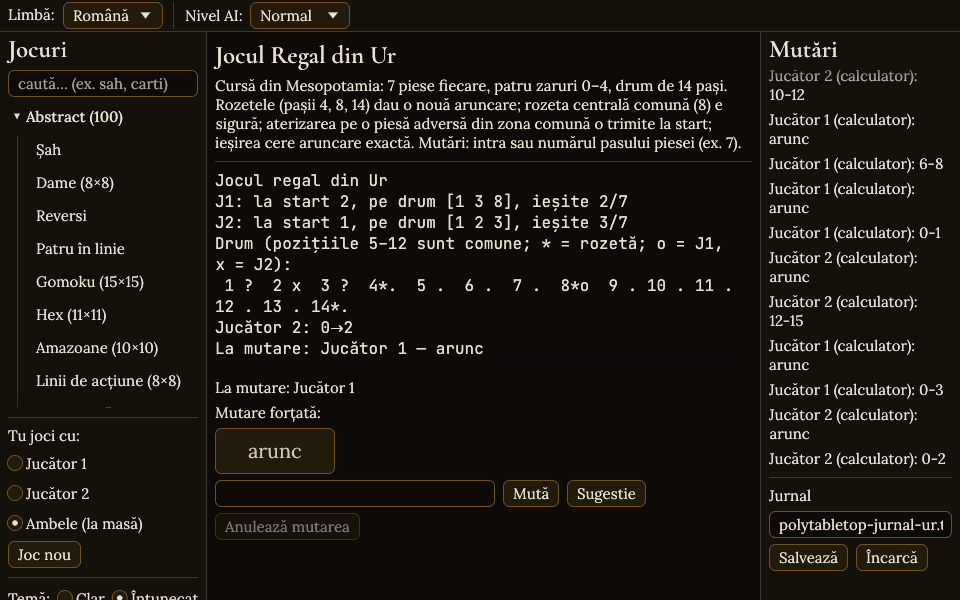 Limbă: Română ▼ Nivel AI: Normal ▼
Jocuri
caută... (ex. sah, carti)
▾ Abstract (100)
Șah
Dame (8×8)
Reversi
Patru în linie
Gomoku (15×15)
Hex (11×11)
Amazoane (10×10)
Linii de acțiune (8×8)
Tu joci cu:
Jucător 1
Jucător 2
Ambele (la masă)
Joc nou
Temă: Clar Întunecat
Jocul Regal din Ur
Cursă din Mesopotamia: 7 piese fiecare, patru zaruri 0–4, drum de 14 pași.
Rozetele (pașii 4, 8, 14) dau o nouă aruncare; rozeta centrală comună (8) e
sigură; aterizarea pe o piesă adversă din zona comună o trimite la start;
ieșirea cere aruncare exactă. Mutări: intra sau numărul pasului piesei (ex. 7).
Jocul regal din Ur
J1: la start 2, pe drum [1 3 8], ieșite 2/7
J2: la start 1, pe drum [1 2 3], ieșite 3/7
Drum (pozițiile 5–12 sunt comune; * = rozetă; o = J1,
x = J2):
1 ? 2 x 3 ? 4*. 5 . 6 . 7 . 8*o 9 . 10 . 11 .
12 . 13 . 14*.
Jucător 2: 0→2
La mutare: Jucător 1 — arunc
La mutare: Jucător 1
Mutare forțată:
arunc
Mută Sugestie
Anulează mutarea
Mutări
Jucător 2 (calculator):
10-12
Jucător 1 (calculator):
arunc
Jucător 1 (calculator): 6-8
Jucător 1 (calculator):
arunc
Jucător 1 (calculator): 0-1
Jucător 2 (calculator):
arunc
Jucător 2 (calculator):
12-15
Jucător 1 (calculator):
arunc
Jucător 1 (calculator): 0-3
Jucător 2 (calculator):
arunc
Jucător 2 (calculator): 0-2
Jurnal
polytabletop-jurnal-ur.t
Salvează Încarcă